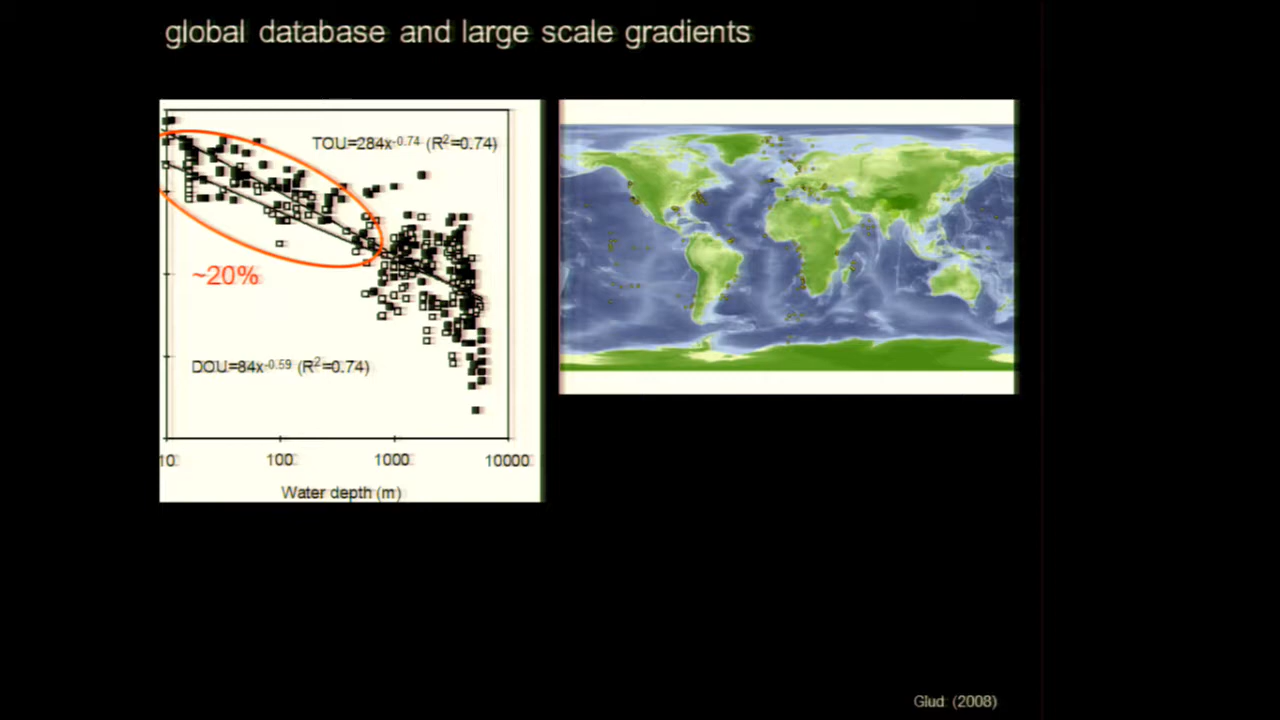 global database and large scale gradients
TOU=284x-0.74 (R2=0.74)
~20%
DOU=84x-0.59 (R2=0.74)
10 100 1000 10000
Water depth (m)
Glud (2008)